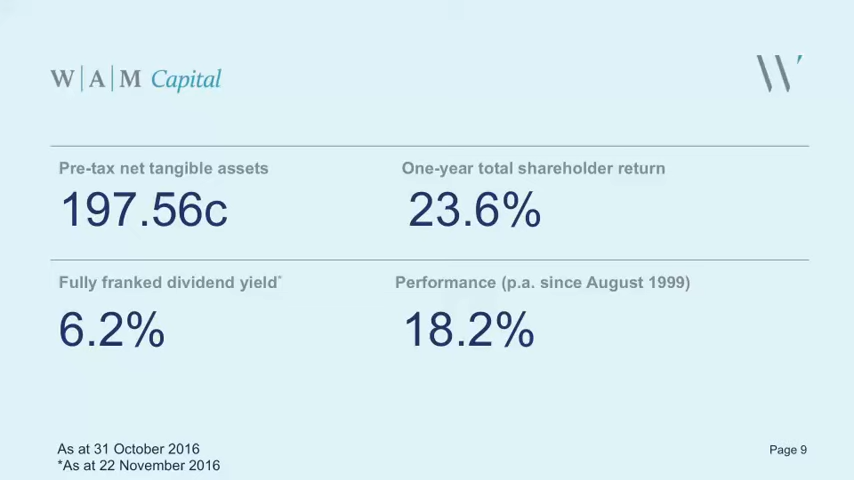 W|A|M Capital
W'
Pre-tax net tangible assets
197.56c
One-year total shareholder return
23.6%
Fully franked dividend yield*
6.2%
Performance (p.a. since August 1999)
18.2%
As at 31 October 2016
*As at 22 November 2016
Page 9